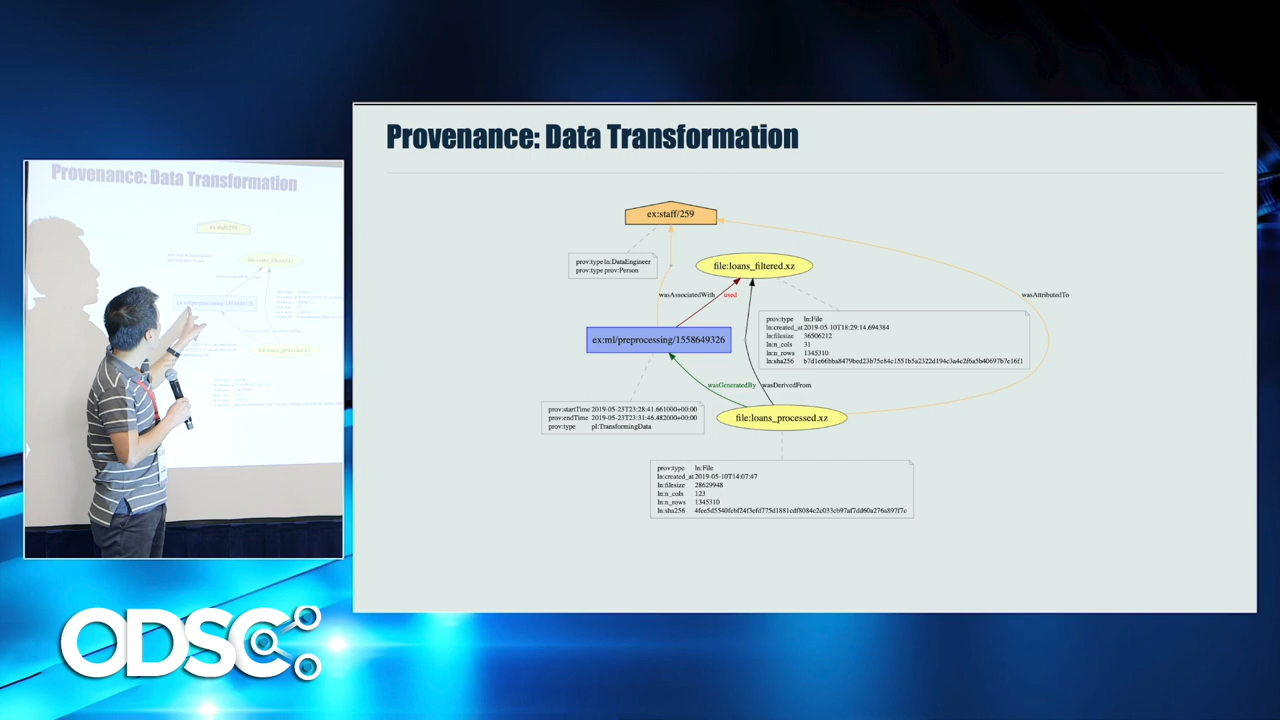 Provenance: Data Transformation
ex:staff/259
prov:type ln:DataEngineer
prov:type prov:Person
file:loans_filtered.xz
wasAssociatedWith
used
wasAttributedTo
prov:type ln:File
ln:created_at 2019-05-10T18:29:14.694384
ln:filesize 36506212
ln:n_cols 31
ln:n_rows 1345310
ln:sha256
ex:ml/preprocessing/1558649326
wasGeneratedBy
wasDerivedFrom
prov:startTime 2019-05-23T23:28:41.661000+00:00
prov:endTime 2019-05-23T23:31:46.482000+00:00
prov:type pl:TransformingData
file:loans_processed.xz
prov:type ln:File
ln:created_at 2019-05-10T14:07:47
ln:filesize 28629948
ln:n_cols 123
ln:n_rows 1345310
ln:sha256
Provenance: Data Transformation
ODSC